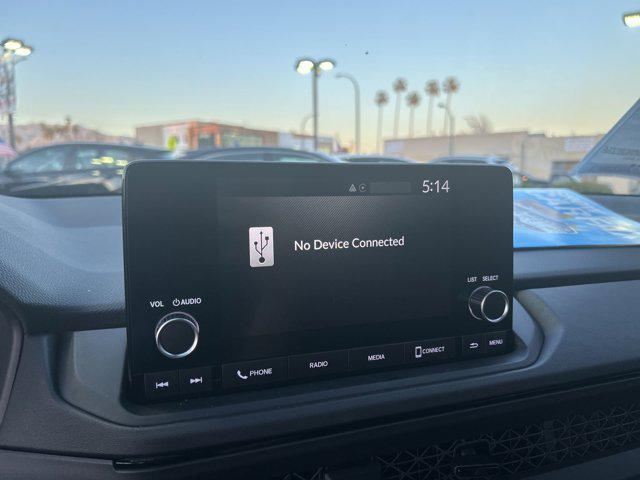 5:14
No Device Connected
VOL AUDIO
LIST SELECT
PHONE RADIO MEDIA CONNECT MENU